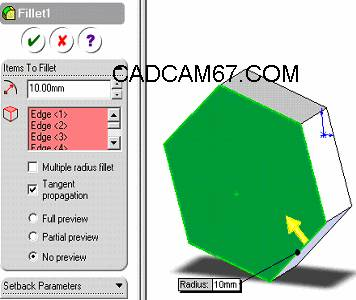 Fillet1
?
Items To Fillet
CADCAM67.COM
10.00mm
Edge <1>
Edge <2>
Edge <3>
Edge <4>
Multiple radius fillet
Tangent
propagation
Full preview
Partial preview
No preview
Setback Parameters
Radius: 10mm